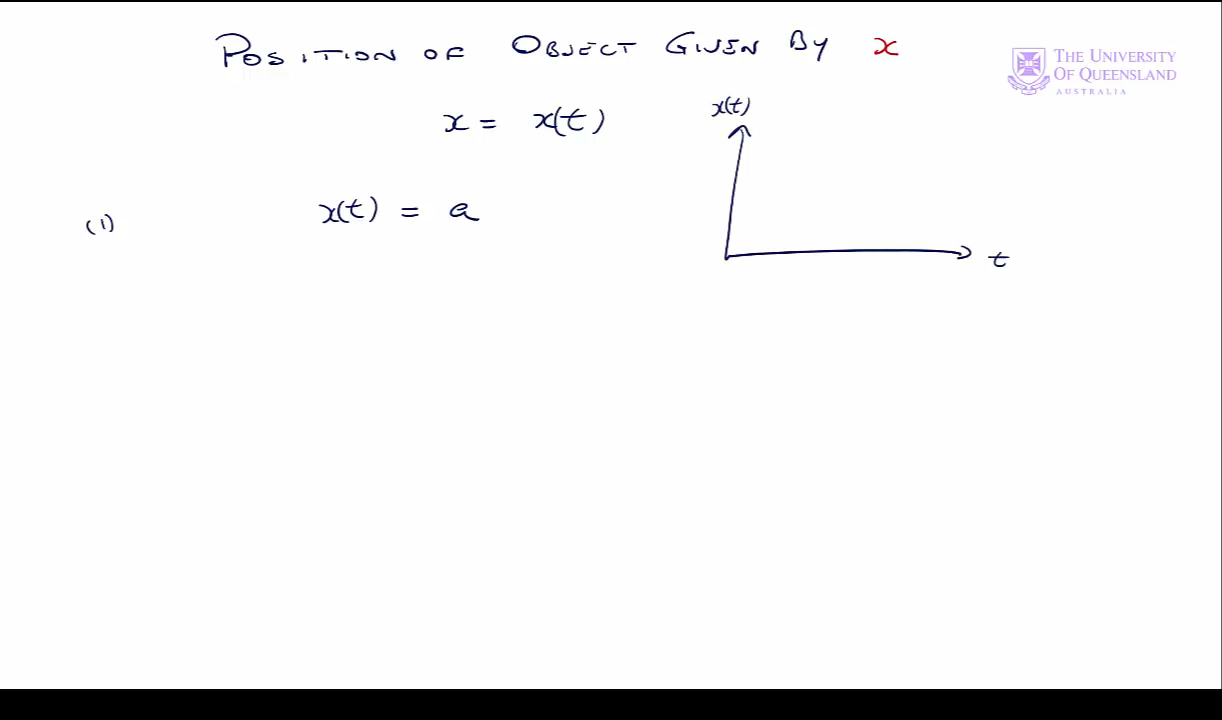 POSITION OF OBJECT GIVEN BY x
THE UNIVERSITY
OF QUEENSLAND
AUSTRALIA
x = x(t)
x(t)
(1) x(t) = a
t